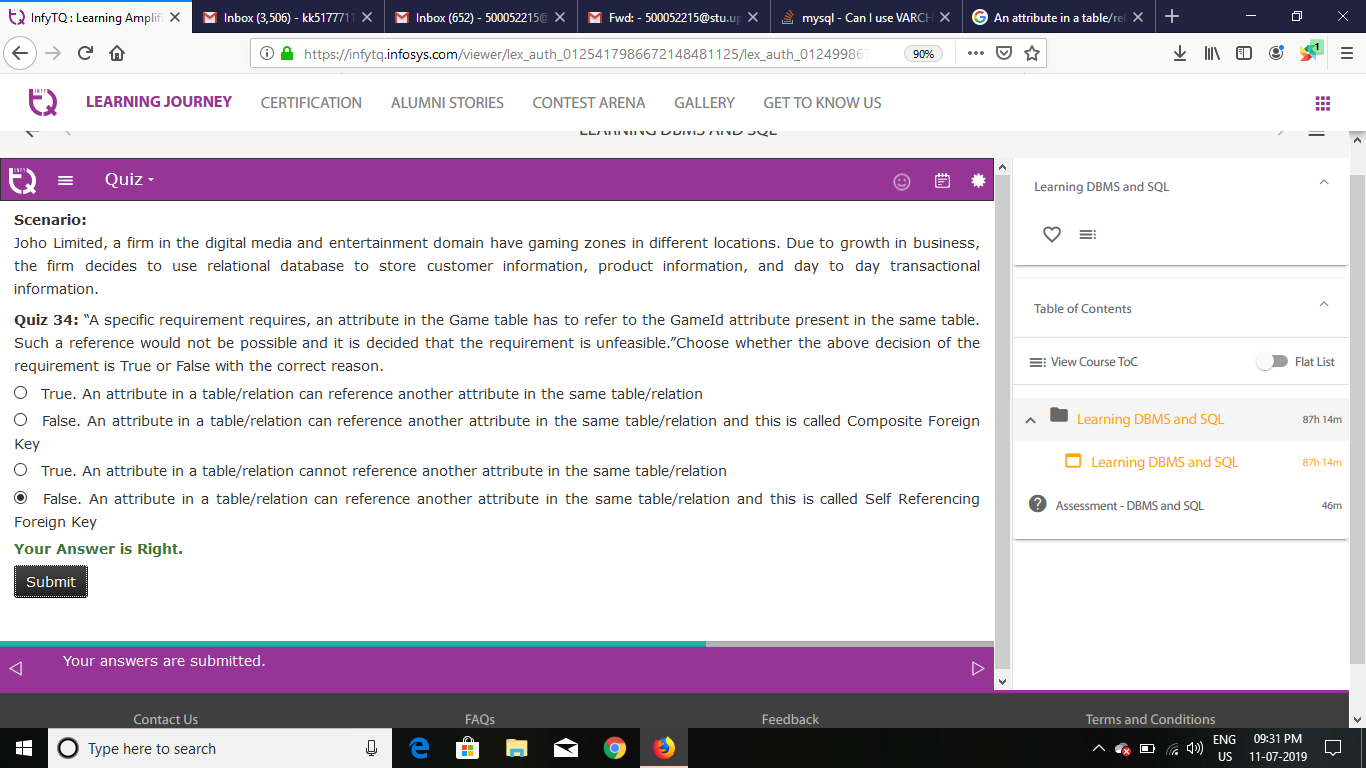 InfyTQ : Learning Amplifi
Inbox (3,506) - kk5177711
Inbox (652) - 500052215@
Fwd: - 500052215@stu.up
mysql - Can I use VARCH
An attribute in a table/rel
https://infytq.infosys.com/viewer/lex_auth_0125417986672148481125/lex_auth_01249986
90%
1
INFY
TQ
LEARNING JOURNEY
CERTIFICATION
ALUMNI STORIES
CONTEST ARENA
GALLERY
GET TO KNOW US
LEARNING DBMS AND SQL
INFY
TQ
Quiz
Scenario:
Joho Limited, a firm in the digital media and entertainment domain have gaming zones in different locations. Due to growth in business,
the firm decides to use relational database to store customer information, product information, and day to day transactional
information.
Quiz 34: “A specific requirement requires, an attribute in the Game table has to refer to the GameId attribute present in the same table.
Such a reference would not be possible and it is decided that the requirement is unfeasible.”Choose whether the above decision of the
requirement is True or False with the correct reason.
True. An attribute in a table/relation can reference another attribute in the same table/relation
False. An attribute in a table/relation can reference another attribute in the same table/relation and this is called Composite Foreign
Key
True. An attribute in a table/relation cannot reference another attribute in the same table/relation
False. An attribute in a table/relation can reference another attribute in the same table/relation and this is called Self Referencing
Foreign Key
Your Answer is Right.
Submit
Your answers are submitted.
Learning DBMS and SQL
Table of Contents
View Course ToC
Flat List
Learning DBMS and SQL
87h 14m
Learning DBMS and SQL
87h 14m
Assessment - DBMS and SQL
46m
Contact Us
FAQs
Feedback
Terms and Conditions
Type here to search
ENG
US
09:31 PM
11-07-2019